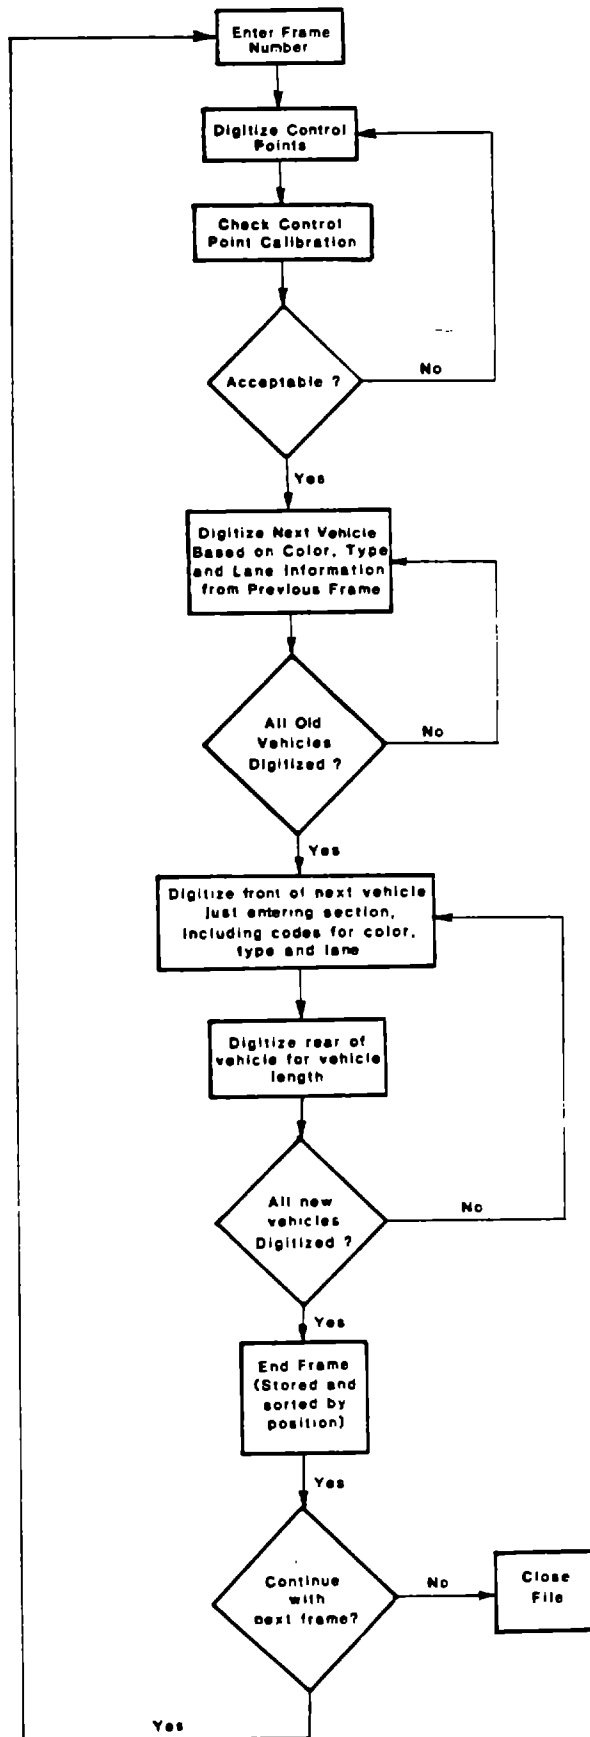 Enter Frame
Number
Digitize Control
Points
Check Control
Point Calibration
Acceptable ?
No
Yes
Digitize Next Vehicle
Based on Color, Type
and Lane Information
from Previous Frame
All Old
Vehicles
Digitized ?
No
Yes
Digitize front of next vehicle
just entering section,
including codes for color,
type and lane
Digitize rear of
vehicle for vehicle
length
All new
vehicles
Digitized ?
No
Yes
End Frame
(Stored and
sorted by
position)
Yes
Continue
with
next frame?
No
Close
File
Yes